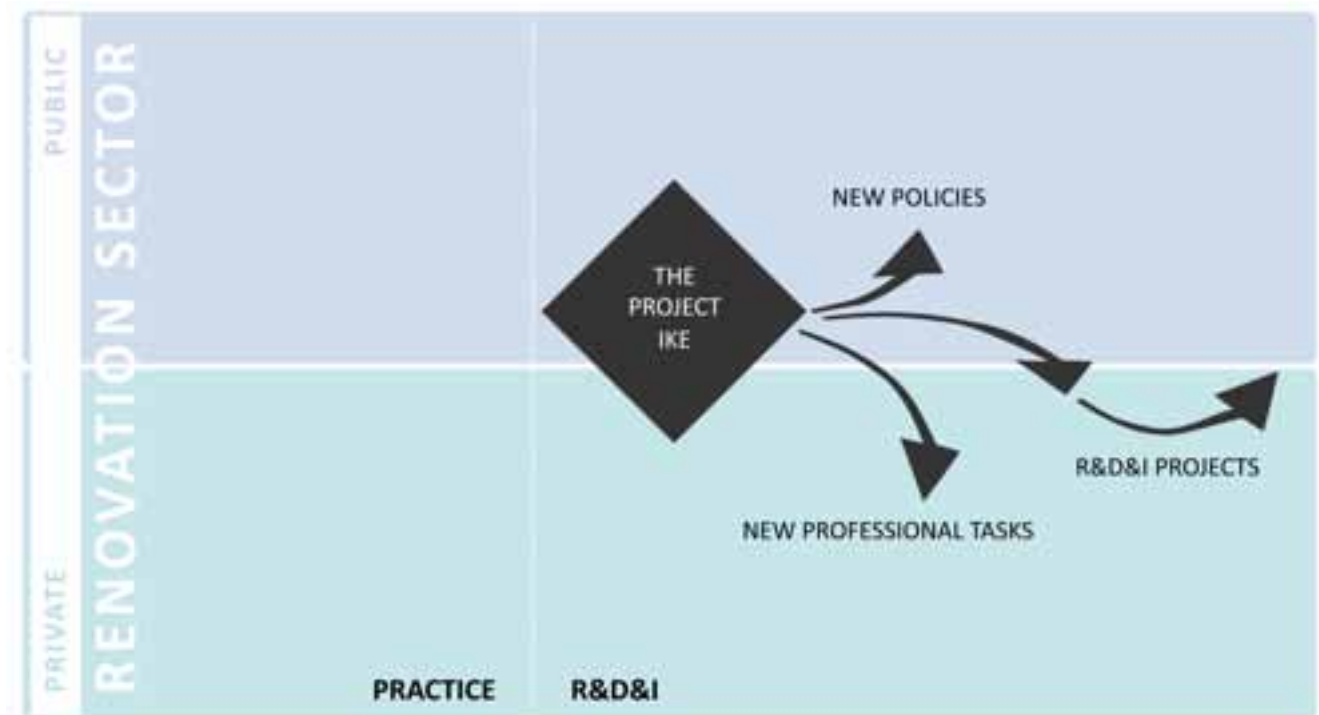 PUBLIC
PRIVATE
RENOVATION SECTOR
THE
PROJECT
IKE
NEW POLICIES
R&D&I PROJECTS
NEW PROFESSIONAL TASKS
PRACTICE
R&D&I